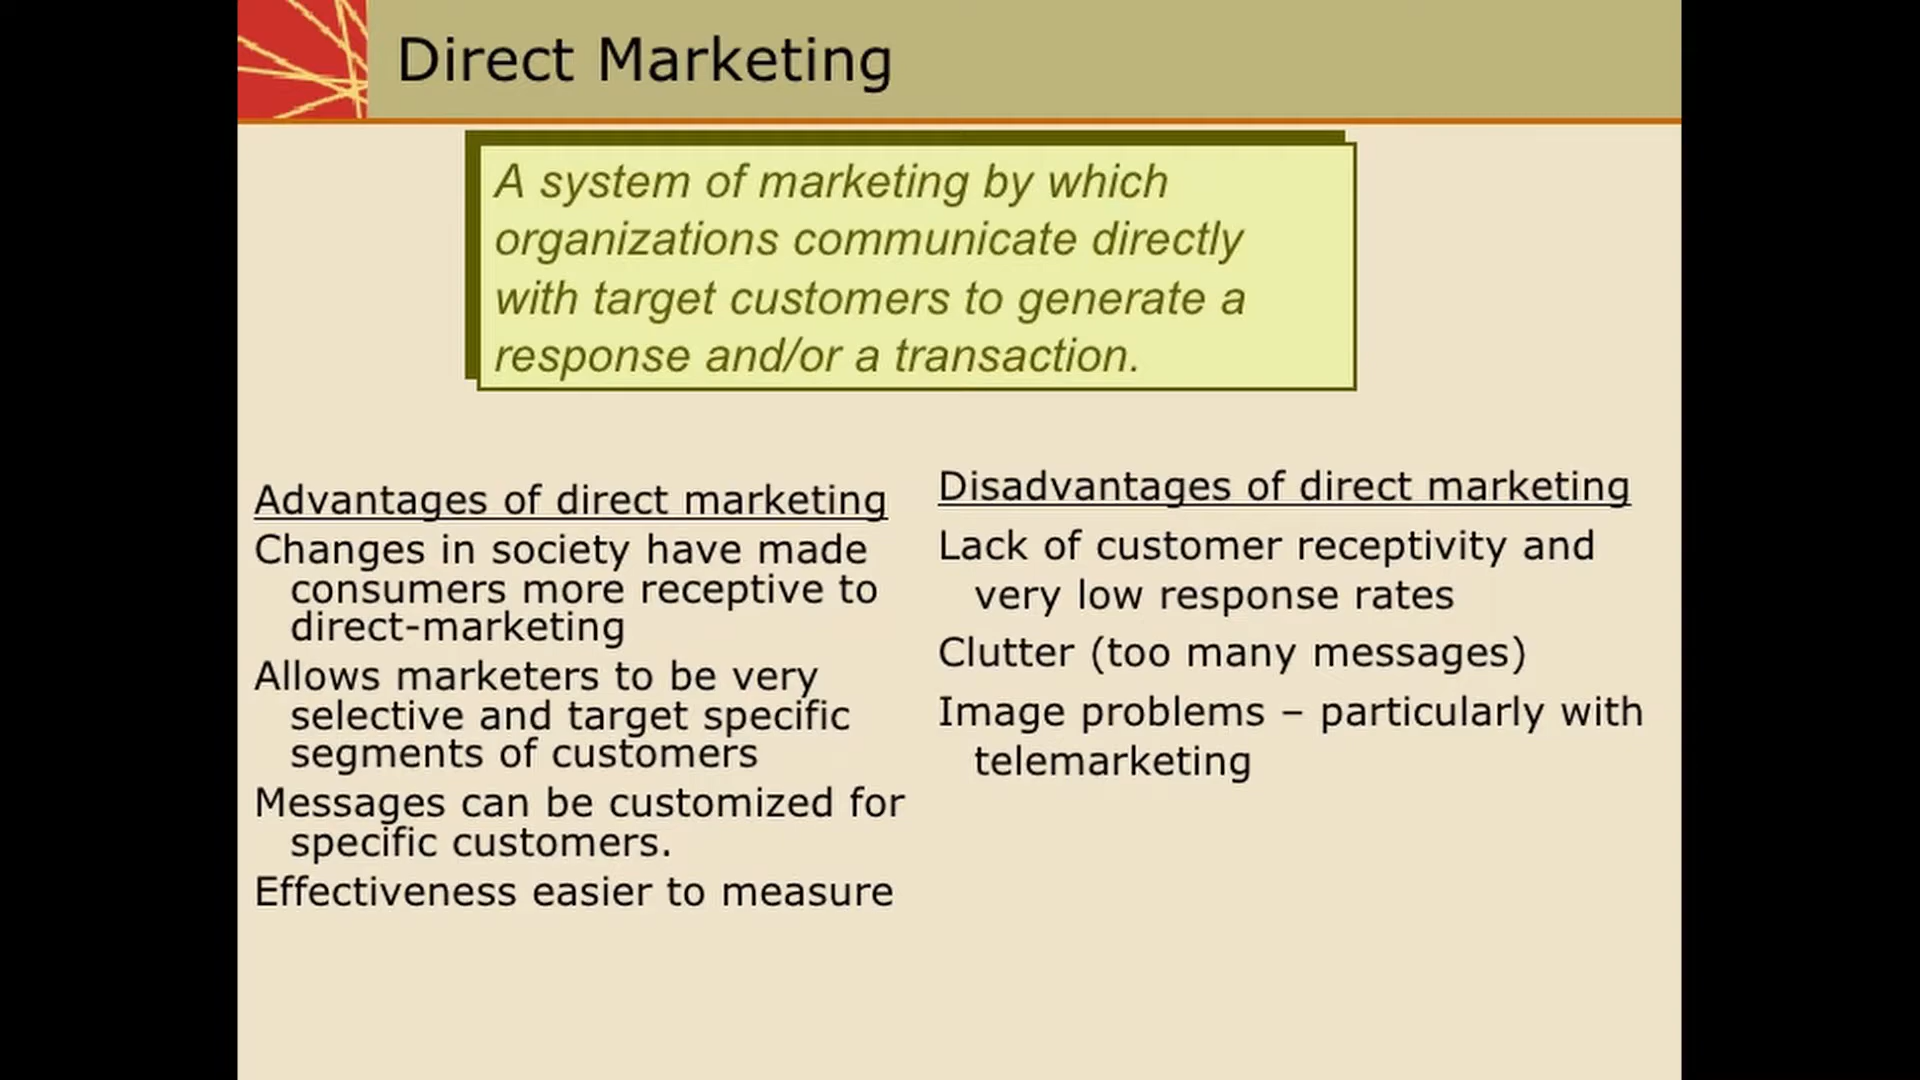 Direct Marketing
A system of marketing by which
organizations communicate directly
with target customers to generate a
response and/or a transaction.
Advantages of direct marketing
Changes in society have made
consumers more receptive to
direct-marketing
Allows marketers to be very
selective and target specific
segments of customers
Messages can be customized for
specific customers.
Effectiveness easier to measure
Disadvantages of direct marketing
Lack of customer receptivity and
very low response rates
Clutter (too many messages)
Image problems – particularly with
telemarketing